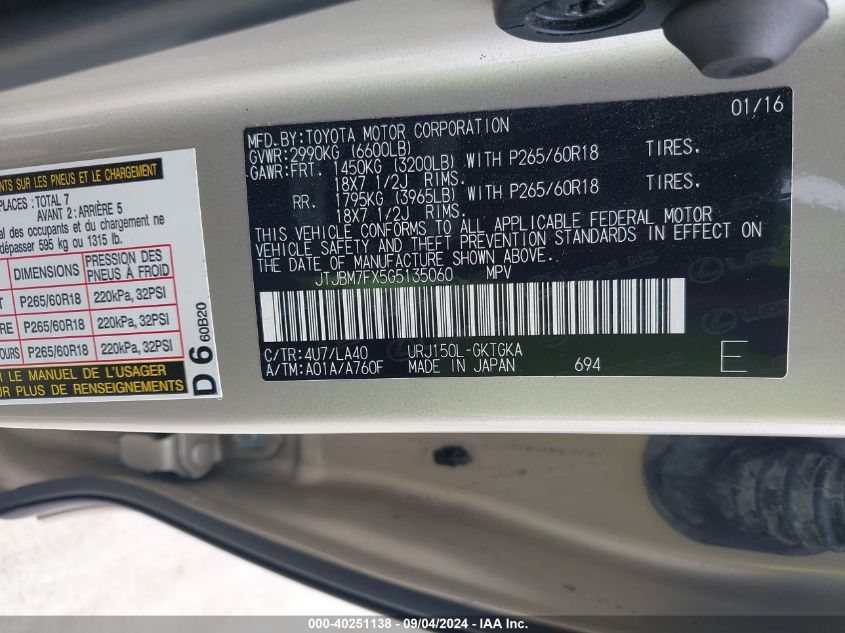 01/16
MFD.BY:TOYOTA MOTOR CORPORATION
GVWR:2990KG (6600LB)
GAWR:FRT. 1450KG (3200LB) WITH P265/60R18 TIRES.
18X7 1/2J RIMS.
RR. 1795KG (3965LB) WITH P265/60R18 TIRES.
18X7 1/2J RIMS.
THIS VEHICLE CONFORMS TO ALL APPLICABLE FEDERAL MOTOR
VEHICLE SAFETY AND THEFT PREVENTION STANDARDS IN EFFECT ON
THE DATE OF MANUFACTURE SHOWN ABOVE.
JTJBM7FX5G5135060 MPV
C/TR:4U7/LA40 URJ150L-GKTGKA
A/TM:A01A/A760F MADE IN JAPAN 694 E
LEXUS
SUR LES PNEUS ET LE CHARGEMENT
PLACES: TOTAL 7
AVANT 2: ARRIÈRE 5
des occupants et du chargement ne
dépasser 595 kg ou 1315 lb.
DIMENSIONS PRESSION DES PNEUS À FROID
P265/60R18 220kPa, 32PSI
P265/60R18 220kPa, 32PSI
P265/60R18 220kPa, 32PSI
LE MANUEL DE L'USAGER
PLUS DE RENSEIGNEMENTS
D 6 60B20
000-40251138 - 09/04/2024 - IAA Inc.